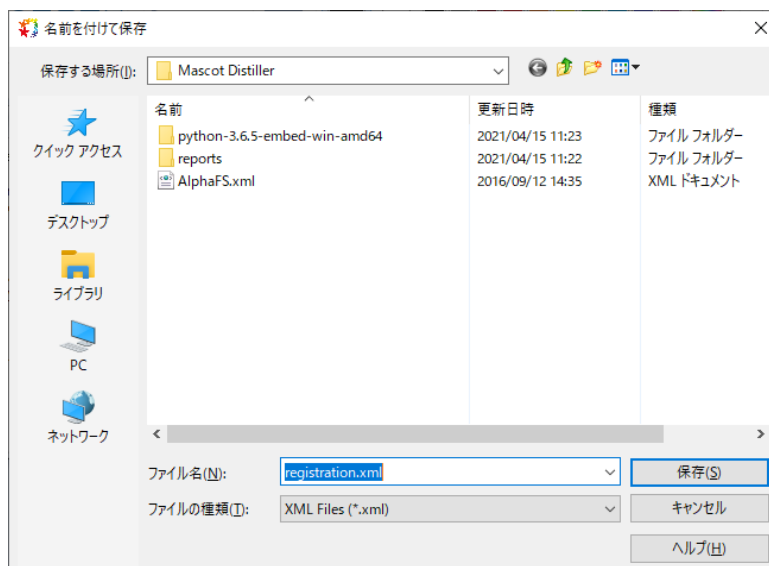 名前を付けて保存
保存する場所(I): Mascot Distiller
名前 更新日時 種類
python-3.6.5-embed-win-amd64 2021/04/15 11:23 ファイル フォルダー
reports 2021/04/15 11:22 ファイル フォルダー
AlphaFS.xml 2016/09/12 14:35 XML ドキュメント
クイック アクセス
デスクトップ
ライブラリ
PC
ネットワーク
ファイル名(N): registration.xml 保存(S)
ファイルの種類(T): XML Files (*.xml) キャンセル
ヘルプ(H)